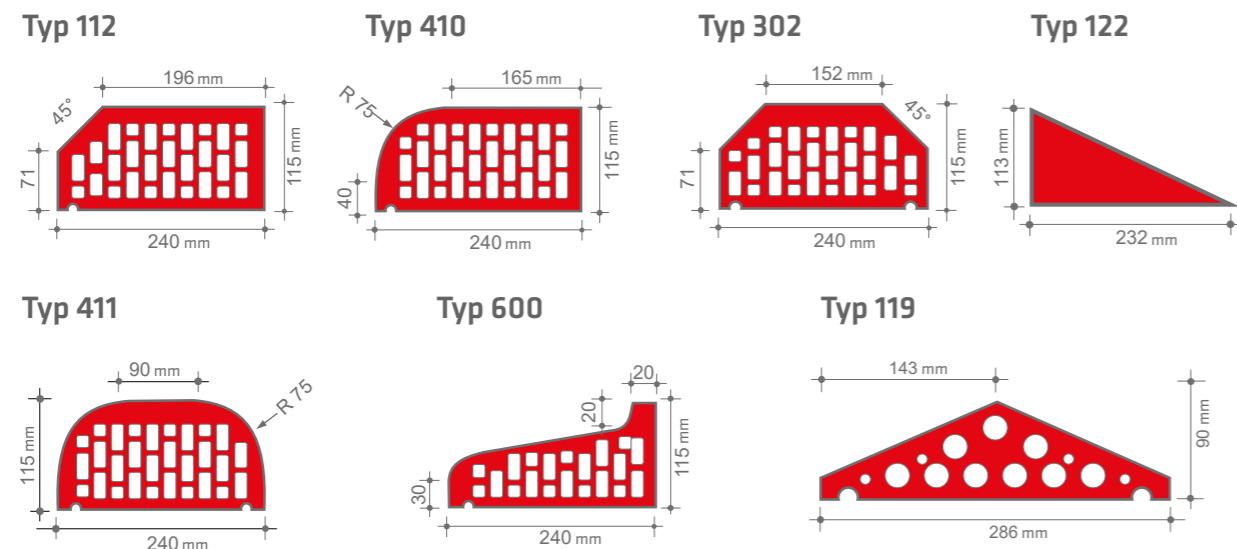 Typ 112
Typ 410
Typ 302
Typ 122
196 mm
45°
71
115 mm
240 mm
165 mm
R 75
40
115 mm
240 mm
152 mm
45°
71
115 mm
240 mm
113 mm
232 mm
Typ 411
Typ 600
Typ 119
90 mm
R 75
115 mm
240 mm
20
20
30
115 mm
240 mm
143 mm
90 mm
286 mm